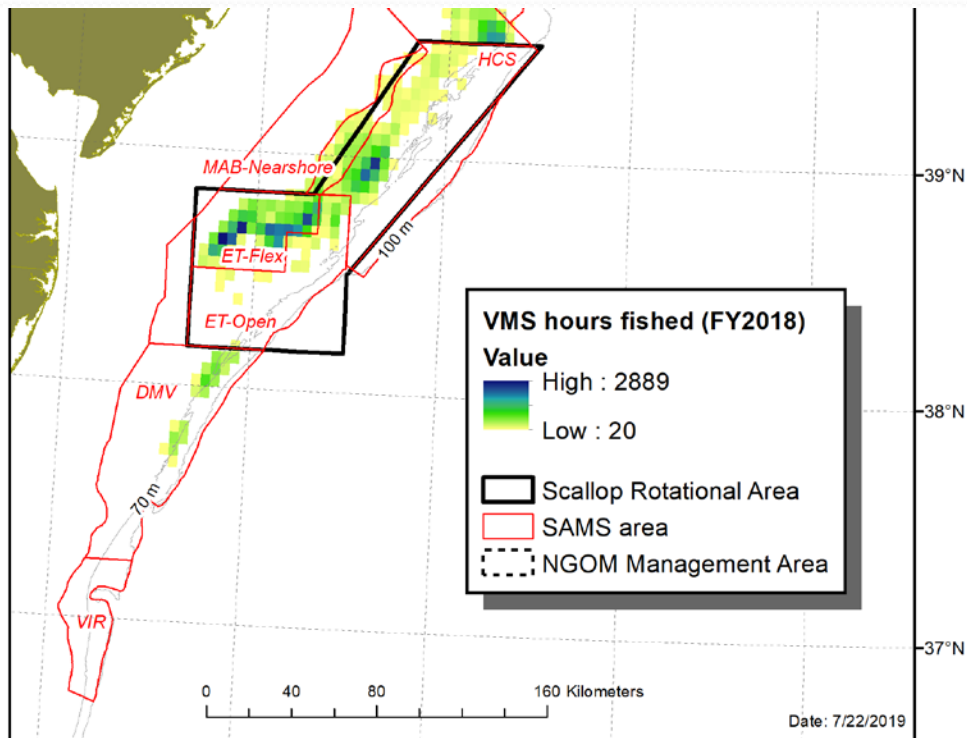 HCS
MAB-Nearshore
39°N
100 m
ET-Flex
ET-Open
VMS hours fished (FY2018)
Value
High : 2889
Low : 20
DMV
38°N
70 m
Scallop Rotational Area
SAMS area
NGOM Management Area
VIR
37°N
0 40 80 160 Kilometers
Date: 7/22/2019